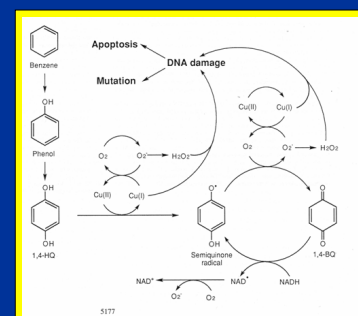 Apoptosis
DNA damage
Mutation
Benzene
OH
Phenol
OH
OH
1,4-HQ
O2
O2⁻
H2O2
Cu(II)
Cu(I)
Cu(II)
Cu(I)
O2
O2⁻
H2O2
O•
OH
Semiquinone
radical
O
O
1,4-BQ
NAD⁺
NAD•
NADH
O2⁻
O2
5177